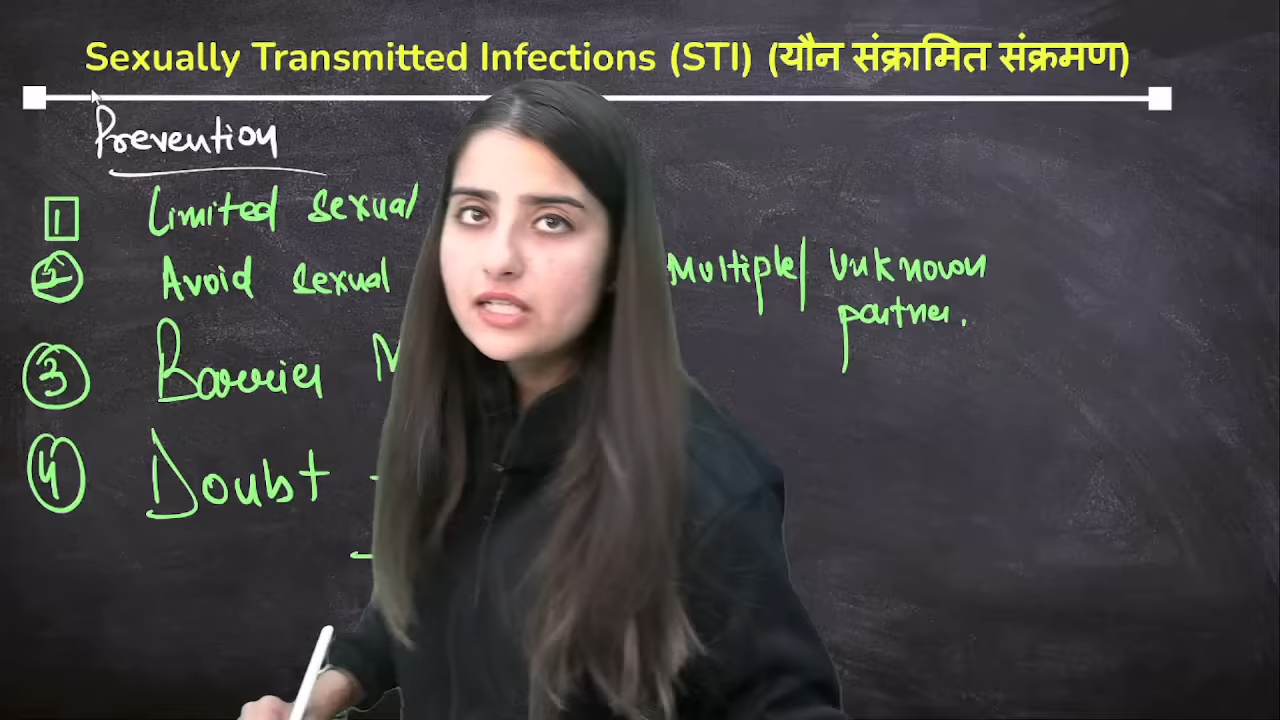 Sexually Transmitted Infections (STI) (यौन संक्रामित संक्रमण)
Prevention
1 Limited sexual
2 Avoid sexual Multiple/ unknown
partner.
3 Barrier M
4 Doubt -
-